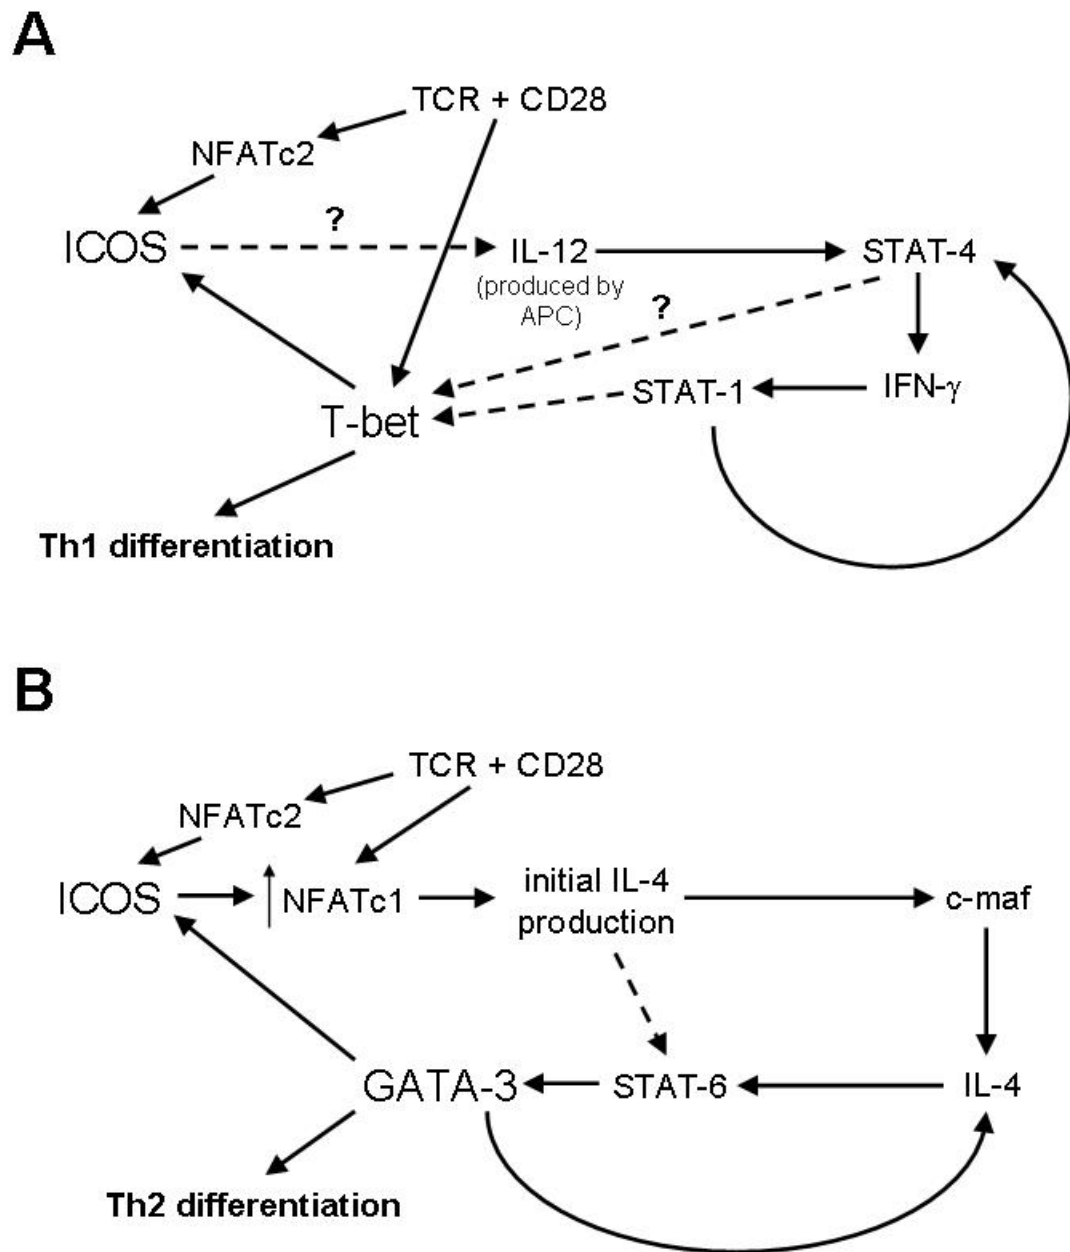 A
TCR + CD28
NFATc2
?
ICOS
IL-12
STAT-4
(produced by
APC)
?
STAT-1
IFN-γ
T-bet
Th1 differentiation
B
TCR + CD28
NFATc2
initial IL-4
ICOS
NFATc1
c-maf
production
GATA-3
STAT-6
IL-4
Th2 differentiation